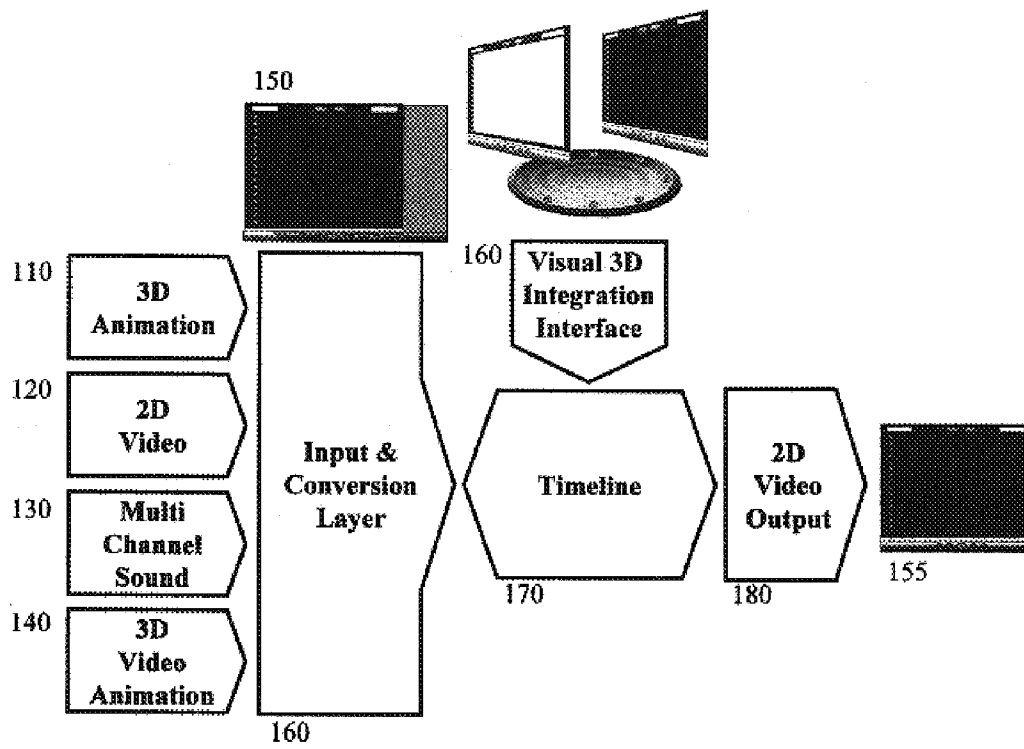 150
160
Visual 3D
Integration
Interface
110
3D
Animation
120
2D
Video
130
Multi
Channel
Sound
140
3D
Video
Animation
Input &
Conversion
Layer
160
Timeline
170
2D
Video
Output
180
155